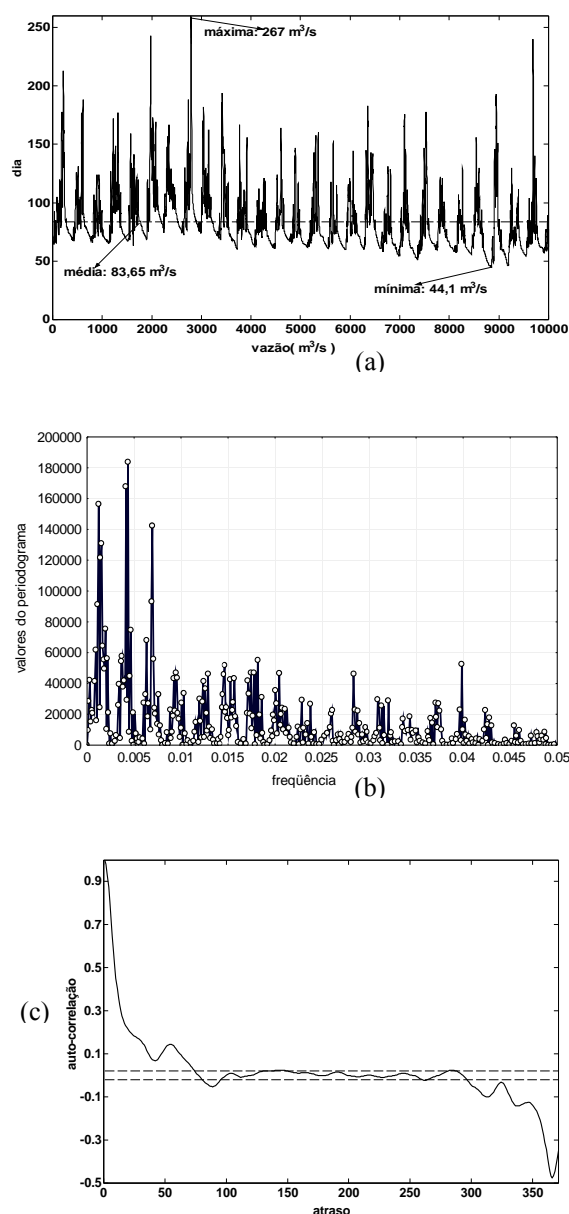 máxima: 267 m³/s
250
200
150
100
50
0
dia
média: 83,65 m³/s
mínima: 44,1 m³/s
0 1000 2000 3000 4000 5000 6000 7000 8000 9000 10000
vazão( m³/s )
(a)
200000
180000
160000
140000
120000
100000
80000
60000
40000
20000
0
valores do periodograma
0 0.005 0.01 0.015 0.02 0.025 0.03 0.035 0.04 0.045 0.05
freqüência
(b)
0.9
0.7
0.5
0.3
0.1
-0.1
-0.3
-0.5
(c)
auto-correlação
0 50 100 150 200 250 300 350
atraso